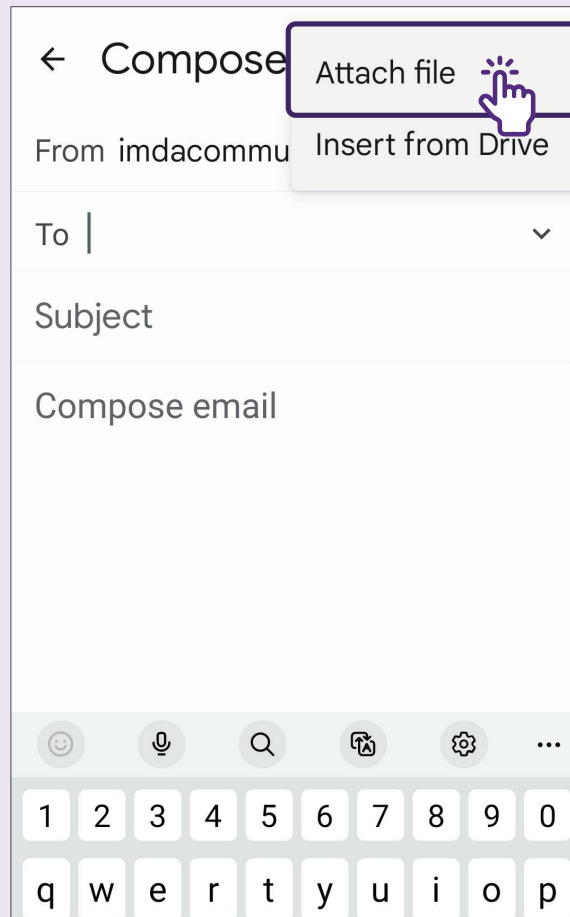 Compose
Attach file
From imdacommu
Insert from Drive
To
Subject
Compose email
1 2 3 4 5 6 7 8 9 0
q w e r t y u i o p